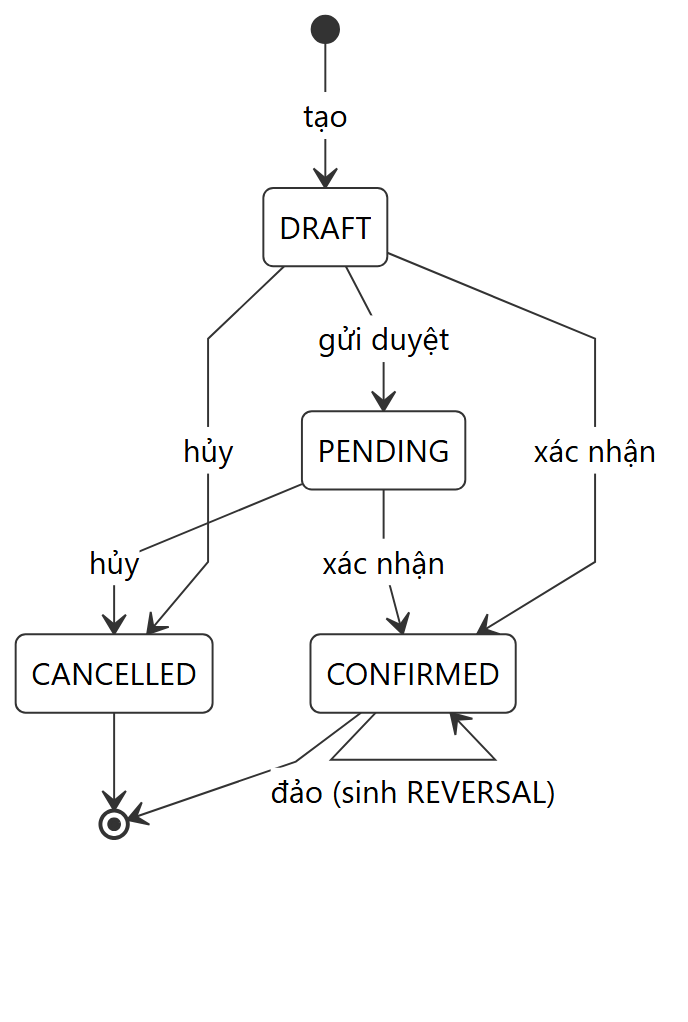 tạo
DRAFT
gửi duyệt
hủy
PENDING
xác nhận
hủy
xác nhận
CANCELLED
CONFIRMED
đảo (sinh REVERSAL)